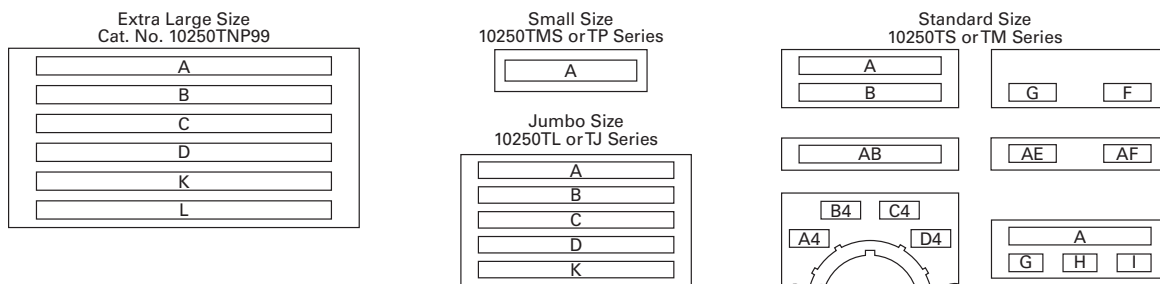 Extra Large Size
Cat. No. 10250TNP99
A
B
C
D
K
L
Small Size
10250TMS or TP Series
A
Jumbo Size
10250TL or TJ Series
A
B
C
D
K
Standard Size
10250TS or TM Series
A
B
G F
AB
AE AF
B4 C4
A4 D4
A
G H I